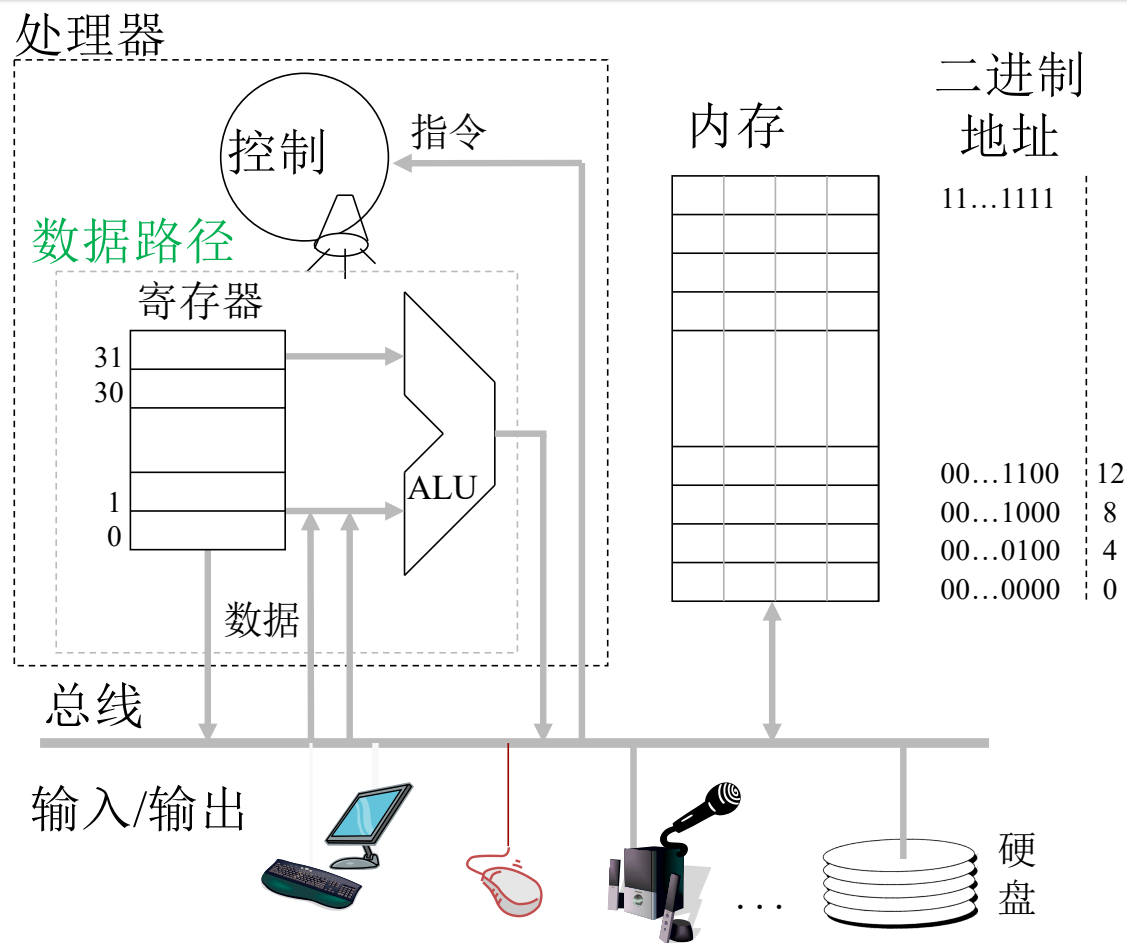 处理器
控制
指令
数据路径
寄存器
31
30
1
0
ALU
数据
内存
二进制
地址
11…1111
00…1100 12
00…1000 8
00…0100 4
00…0000 0
总线
输入/输出
...
硬
盘